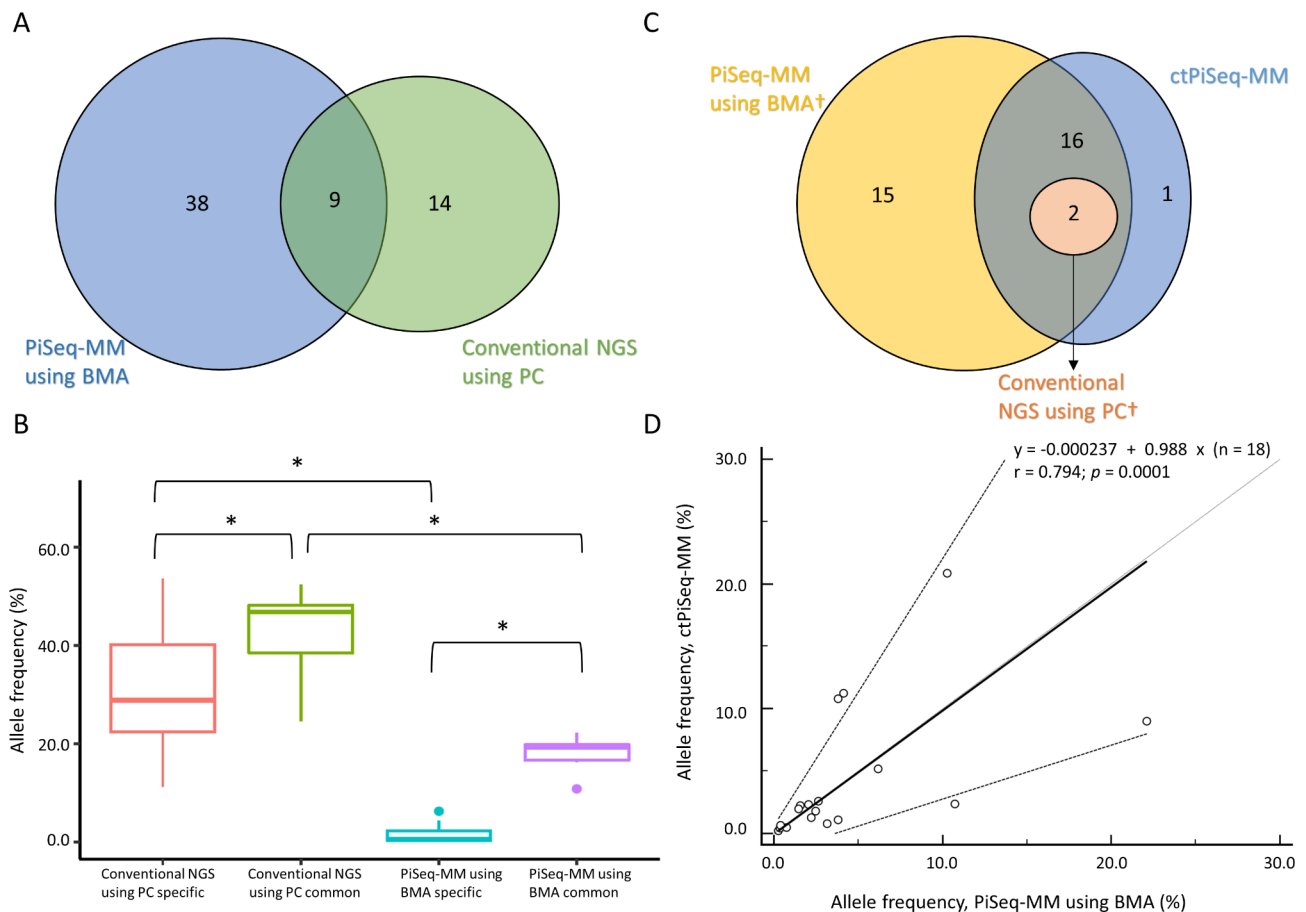 A
38
9
14
PiSeq-MM
using BMA
Conventional NGS
using PC
C
PiSeq-MM
using BMA†
ctPiSeq-MM
16
15
1
2
Conventional
NGS using PC†
B
*
*
*
*
Allele frequency (%)
60.0
40.0
20.0
0.0
Conventional NGS
using PC specific
Conventional NGS
using PC common
PiSeq-MM using
BMA specific
PiSeq-MM using
BMA common
D
y = -0.000237 + 0.988 x (n = 18)
r = 0.794; p = 0.0001
Allele frequency, ctPiSeq-MM (%)
30.0
20.0
10.0
0.0
0.0
10.0
20.0
30.0
Allele frequency, PiSeq-MM using BMA (%)